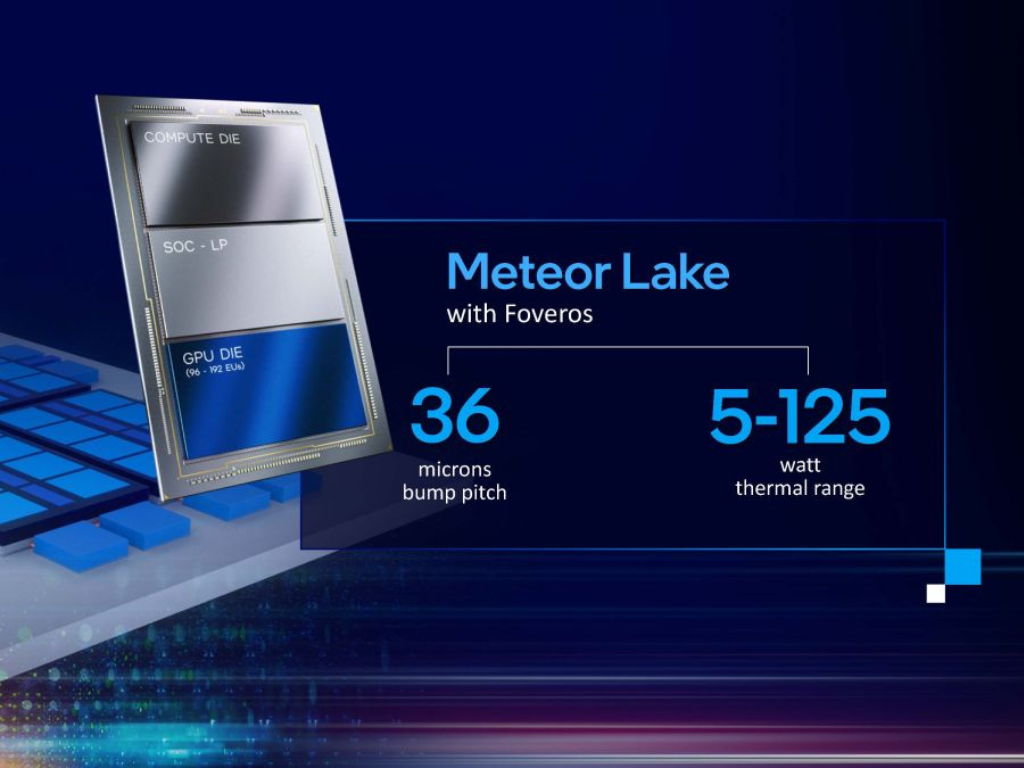 COMPUTE DIE
SOC - LP
GPU DIE
(96 - 192 EUs)
Meteor Lake
with Foveros
36
microns
bump pitch
5-125
watt
thermal range